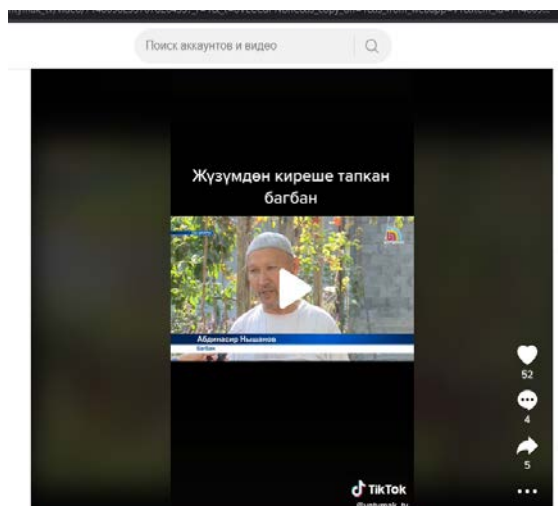 Поиск аккаунтов и видео
Жүзүмдөн киреше тапкан
багбан
Абдинасир Нышанов
багбан
52
4
5
TikTok